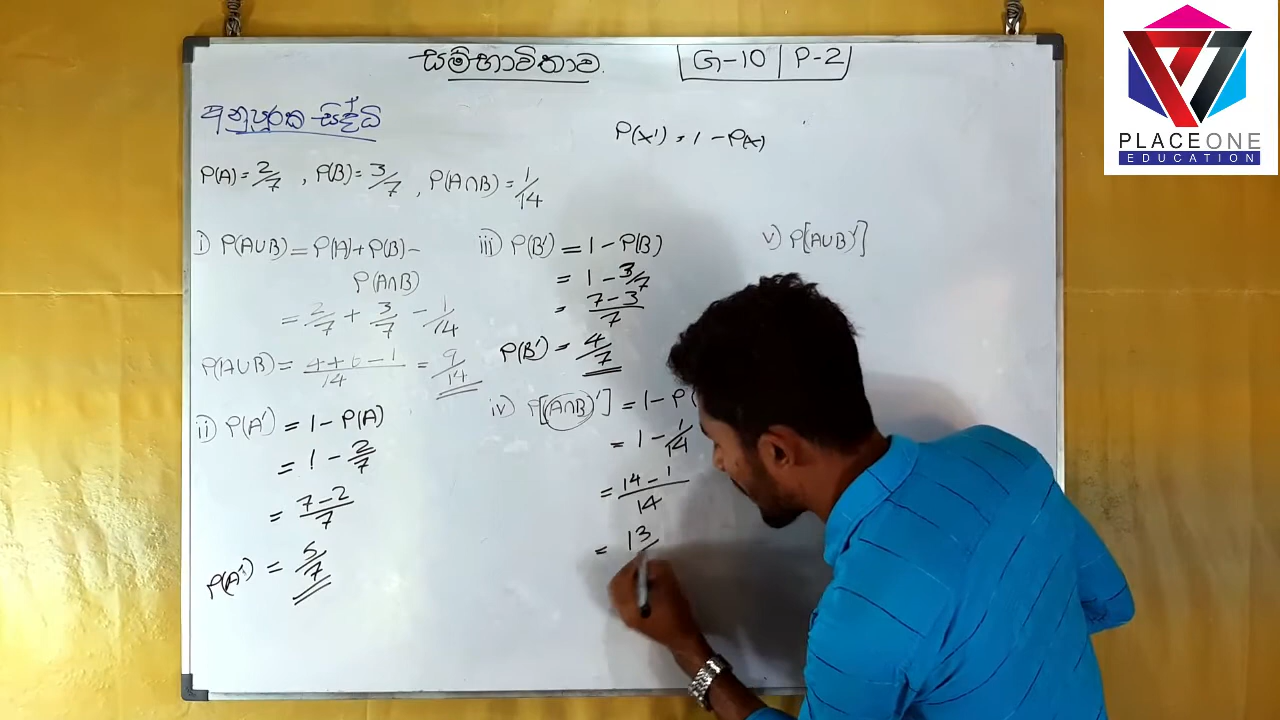 සම්භාවිතාව.
G-10 P-2
අනුපූරක සිද්ධි
P(X') = 1 - P(X)
P(A) = 2/7 , P(B) = 3/7 , P(A∩B) = 1/14
i) P(A∪B) = P(A) + P(B) -
P(A∩B)
= 2/7 + 3/7 - 1/14
P(A∪B) = 4+6-1/14 = 9/14
ii) P(A') = 1 - P(A)
= 1 - 2/7
= 7-2/7
P(A') = 5/7
iii) P(B') = 1 - P(B)
= 1 - 3/7
= 7-3/7
P(B') = 4/7
iv) P[(A∩B)'] = 1 - P(
= 1 - 1/14
= 14-1/14
= 13
v) P[A∪B)']
PLACEONE
EDUCATION